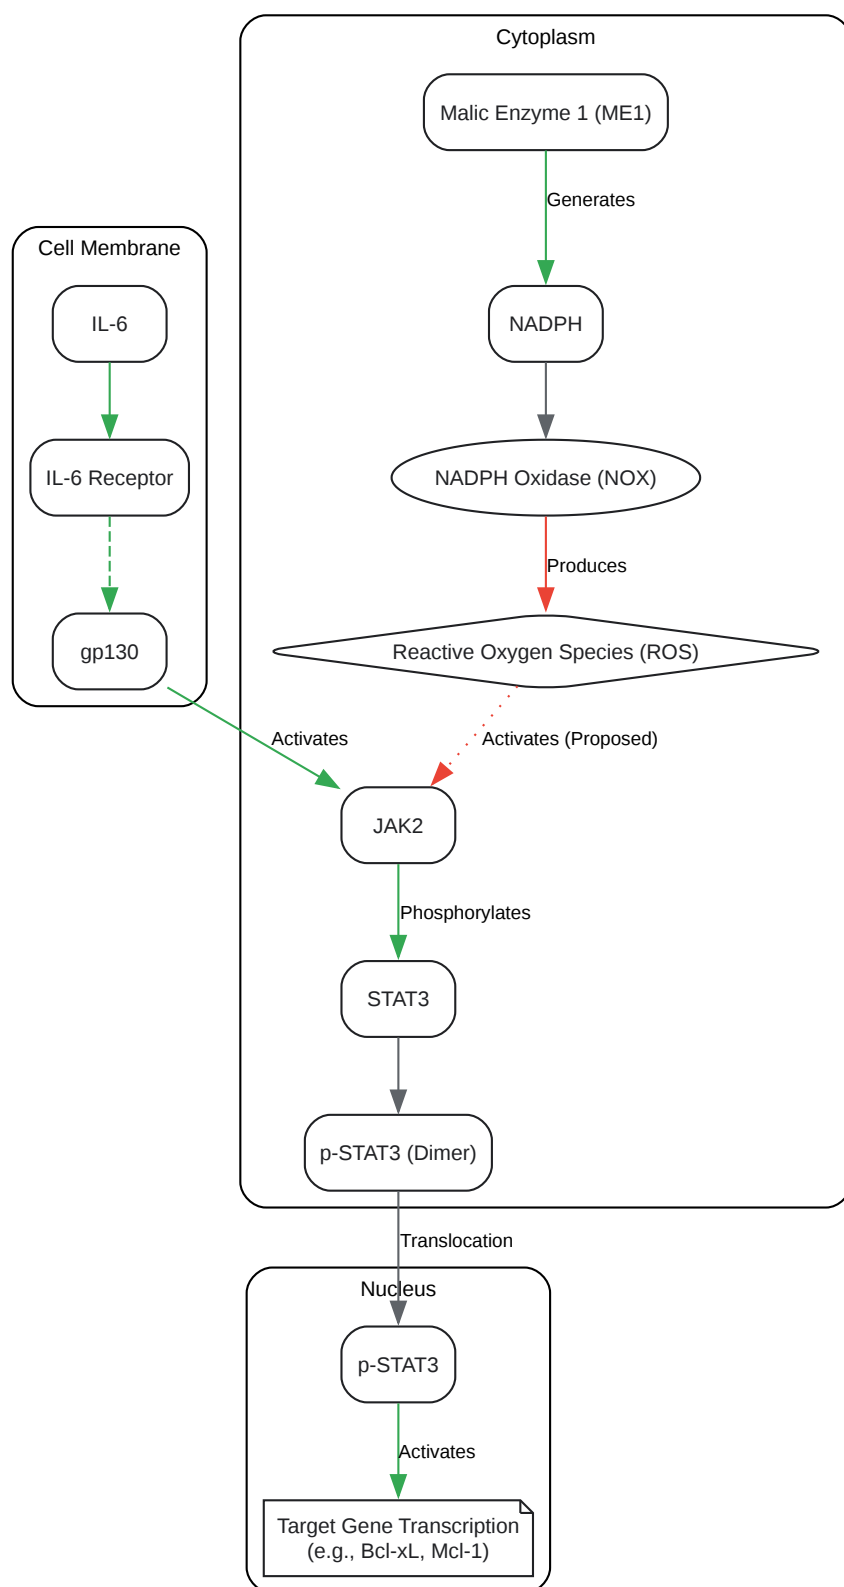 Cytoplasm
Malic Enzyme 1 (ME1)
Generates
Cell Membrane
IL-6
NADPH
IL-6 Receptor
NADPH Oxidase (NOX)
Produces
gp130
Reactive Oxygen Species (ROS)
Activates
Activates (Proposed)
JAK2
Phosphorylates
STAT3
p-STAT3 (Dimer)
Translocation
Nucleus
p-STAT3
Activates
Target Gene Transcription
(e.g., Bcl-xL, Mcl-1)